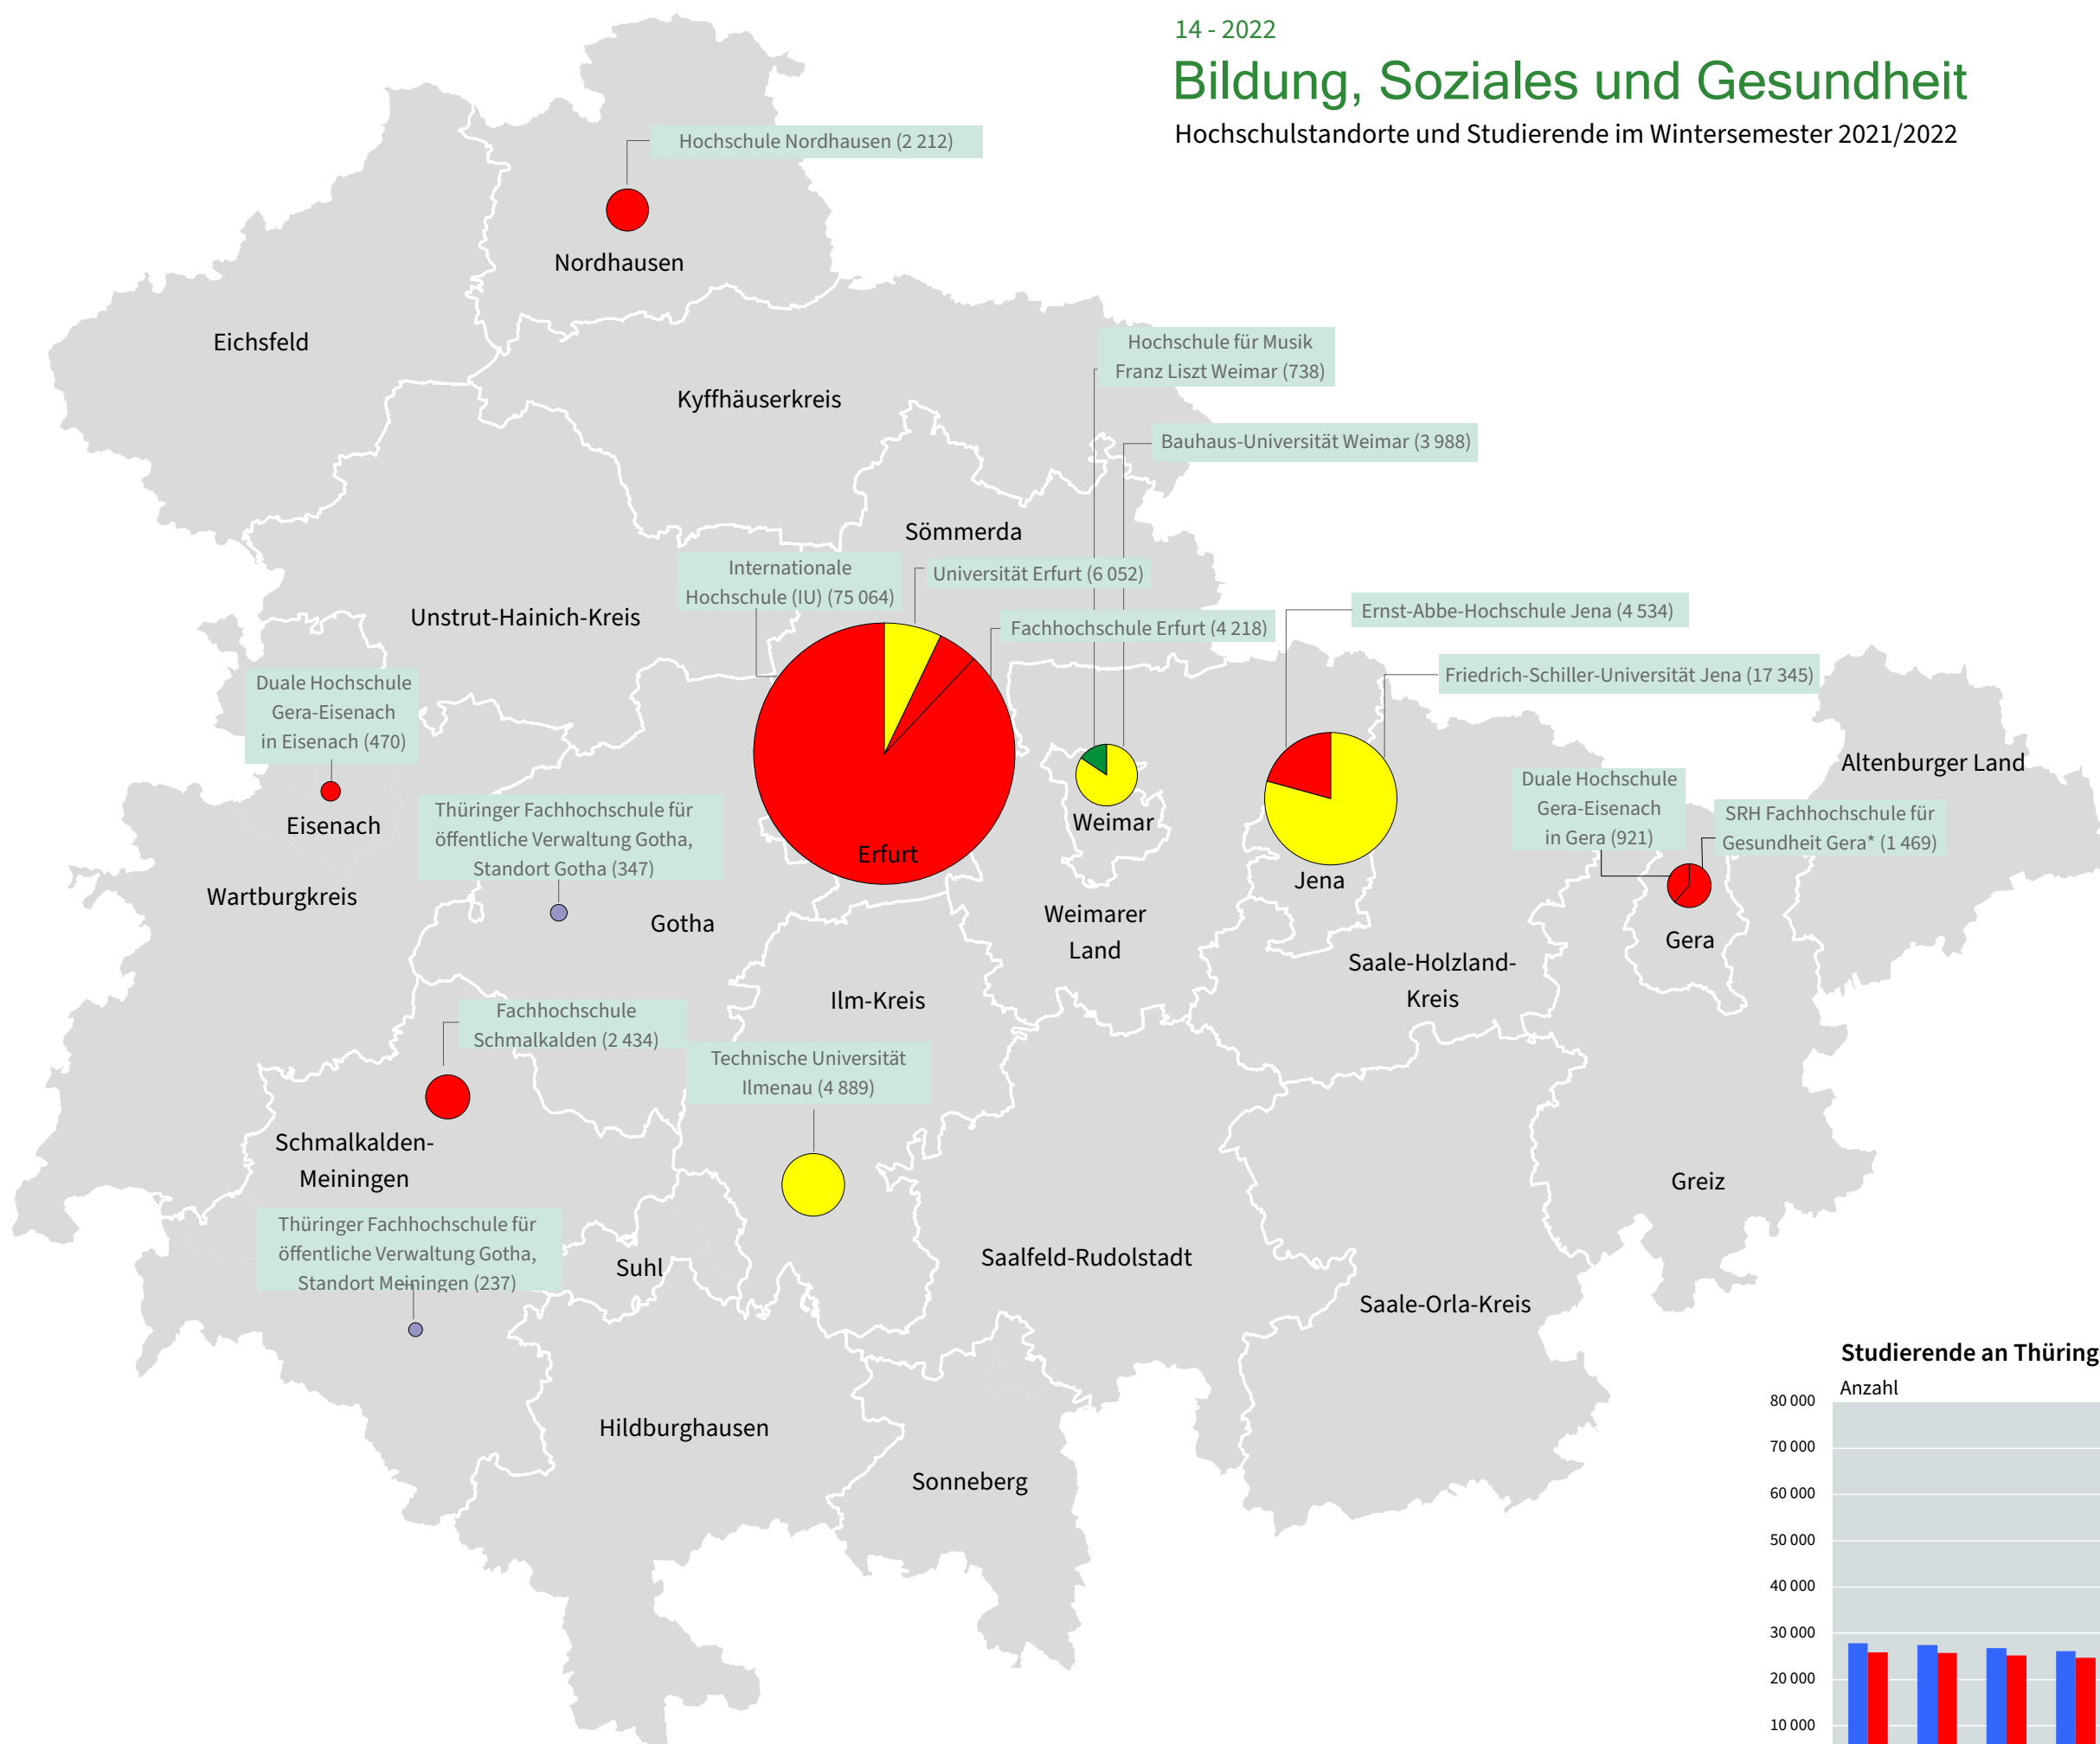 14 - 2022
Bildung, Soziales und Gesundheit
Hochschulstandorte und Studierende im Wintersemester 2021/2022
Hochschule Nordhausen (2 212)
Nordhausen
Eichsfeld
Hochschule für Musik
Franz Liszt Weimar (738)
Kyffhäuserkreis
Bauhaus-Universität Weimar (3 988)
Sömmerda
Internationale
Hochschule (IU) (75 064)
Universität Erfurt (6 052)
Unstrut-Hainich-Kreis
Fachhochschule Erfurt (4 218)
Ernst-Abbe-Hochschule Jena (4 534)
Friedrich-Schiller-Universität Jena (17 345)
Duale Hochschule
Gera-Eisenach
in Eisenach (470)
Altenburger Land
Duale Hochschule
Gera-Eisenach
in Gera (921)
SRH Fachhochschule für
Gesundheit Gera* (1 469)
Thüringer Fachhochschule für
öffentliche Verwaltung Gotha,
Standort Gotha (347)
Eisenach
Weimar
Erfurt
Jena
Wartburgkreis
Gotha
Weimarer
Land
Gera
Saale-Holzland-
Kreis
Ilm-Kreis
Fachhochschule
Schmalkalden (2 434)
Technische Universität
Ilmenau (4 889)
Schmalkalden-
Meiningen
Greiz
Thüringer Fachhochschule für
öffentliche Verwaltung Gotha,
Standort Meiningen (237)
Suhl
Saalfeld-Rudolstadt
Saale-Orla-Kreis
Hildburghausen
Sonneberg
Studierende an Thüring
Anzahl
80 000
70 000
60 000
50 000
40 000
30 000
20 000
10 000